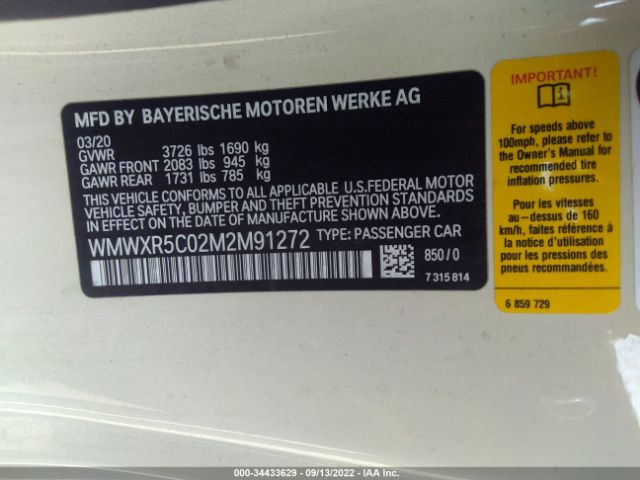 MFD BY BAYERISCHE MOTOREN WERKE AG
03/20
GVWR 3726 lbs 1690 kg
GAWR FRONT 2083 lbs 945 kg
GAWR REAR 1731 lbs 785 kg
THIS VEHICLE CONFORMS TO ALL APPLICABLE U.S.FEDERAL MOTOR
VEHICLE SAFETY, BUMPER AND THEFT PREVENTION STANDARDS
IN EFFECT ON THE DATE OF MANUFACTURE SHOWN ABOVE.
WMWXR5C02M2M91272 TYPE: PASSENGER CAR
850/0
7 315 814
IMPORTANT!
For speeds above
100mph, please refer to
the Owner's Manual for
recommended tire
inflation pressures.
Pour les vitesses
au-dessus de 160
km/h, faites référence à
la notice d'utilisation
pour les pressions des
pneus recommandées.
6 859 729
000-34433629 - 09/13/2022 - IAA Inc.